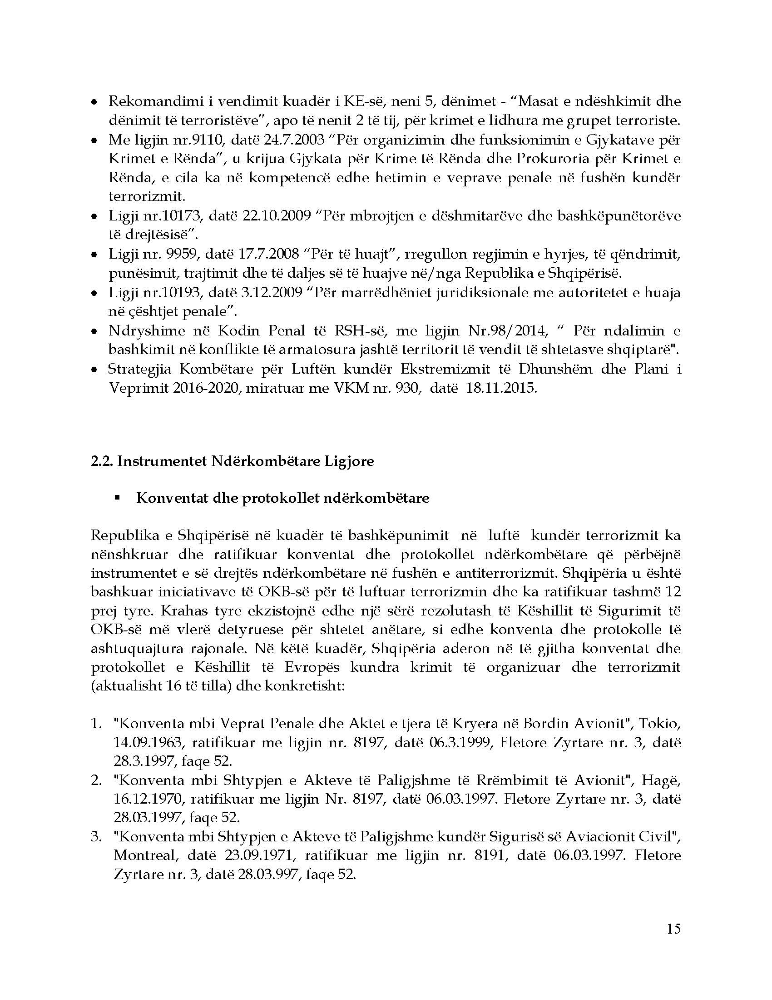 • Rekomandimi i vendimit kuadër i KE-së, neni 5, dënimet - “Masat e ndëshkimit dhe
dënimit të terroristëve”, apo të nenit 2 të tij, për krimet e lidhura me grupet terroriste.
• Me ligjin nr.9110, datë 24.7.2003 “Për organizimin dhe funksionimin e Gjykatave për
Krimet e Rënda”, u krijua Gjykata për Krime të Rënda dhe Prokuroria për Krimet e
Rënda, e cila ka në kompetencë edhe hetimin e veprave penale në fushën kundër
terrorizmit.
• Ligji nr.10173, datë 22.10.2009 “Për mbrojtjen e dëshmitarëve dhe bashkëpunëtorëve
të drejtësisë”.
• Ligji nr. 9959, datë 17.7.2008 “Për të huajt”, rregullon regjimin e hyrjes, të qëndrimit,
punësimit, trajtimit dhe të daljes së të huajve në/nga Republika e Shqipërisë.
• Ligji nr.10193, datë 3.12.2009 “Për marrëdhëniet juridiksionale me autoritetet e huaja
në çështjet penale”.
• Ndryshime në Kodin Penal të RSH-së, me ligjin Nr.98/2014, “ Për ndalimin e
bashkimit në konflikte të armatosura jashtë territorit të vendit të shtetasve shqiptarë".
• Strategjia Kombëtare për Luftën kundër Ekstremizmit të Dhunshëm dhe Plani i
Veprimit 2016-2020, miratuar me VKM nr. 930, datë 18.11.2015.
2.2. Instrumentet Ndërkombëtare Ligjore
▪ Konventat dhe protokollet ndërkombëtare
Republika e Shqipërisë në kuadër të bashkëpunimit në luftë kundër terrorizmit ka
nënshkruar dhe ratifikuar konventat dhe protokollet ndërkombëtare që përbëjnë
instrumentet e së drejtës ndërkombëtare në fushën e antiterrorizmit. Shqipëria u është
bashkuar iniciativave të OKB-së për të luftuar terrorizmin dhe ka ratifikuar tashmë 12
prej tyre. Krahas tyre ekzistojnë edhe një sërë rezolutash të Këshillit të Sigurimit të
OKB-së më vlerë detyruese për shtetet anëtare, si edhe konventa dhe protokolle të
ashtuquajtura rajonale. Në këtë kuadër, Shqipëria aderon në të gjitha konventat dhe
protokollet e Këshillit të Evropës kundra krimit të organizuar dhe terrorizmit
(aktualisht 16 të tilla) dhe konkretisht:
1. "Konventa mbi Veprat Penale dhe Aktet e tjera të Kryera në Bordin Avionit", Tokio,
14.09.1963, ratifikuar me ligjin nr. 8197, datë 06.3.1999, Fletore Zyrtare nr. 3, datë
28.3.1997, faqe 52.
2. "Konventa mbi Shtypjen e Akteve të Paligjshme të Rrëmbimit të Avionit", Hagë,
16.12.1970, ratifikuar me ligjin Nr. 8197, datë 06.03.1997. Fletore Zyrtare nr. 3, datë
28.03.1997, faqe 52.
3. "Konventa mbi Shtypjen e Akteve të Paligjshme kundër Sigurisë së Aviacionit Civil",
Montreal, datë 23.09.1971, ratifikuar me ligjin nr. 8191, datë 06.03.1997. Fletore
Zyrtare nr. 3, datë 28.03.997, faqe 52.
15